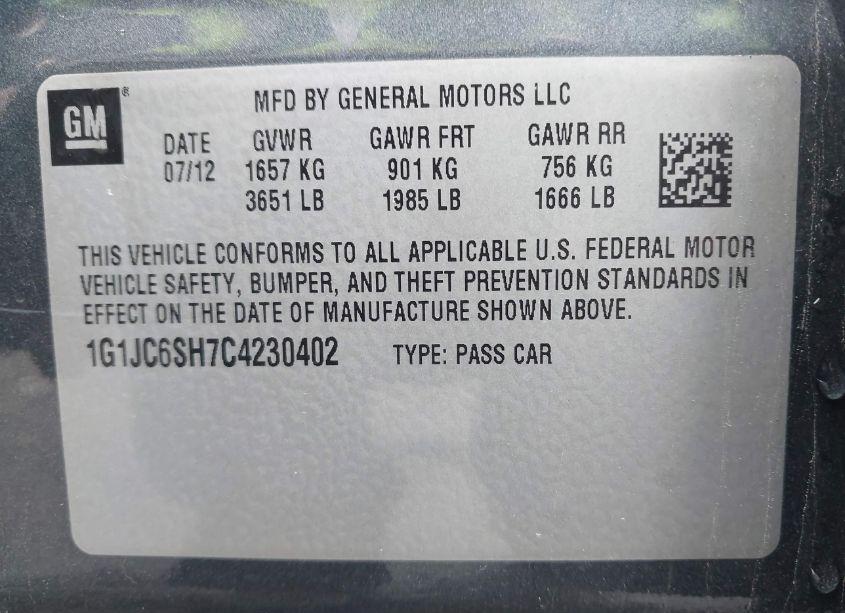 GM ®
MFD BY GENERAL MOTORS LLC
DATE GVWR GAWR FRT GAWR RR
07/12 1657 KG 901 KG 756 KG
3651 LB 1985 LB 1666 LB
THIS VEHICLE CONFORMS TO ALL APPLICABLE U.S. FEDERAL MOTOR
VEHICLE SAFETY, BUMPER, AND THEFT PREVENTION STANDARDS IN
EFFECT ON THE DATE OF MANUFACTURE SHOWN ABOVE.
1G1JC6SH7C4230402 TYPE: PASS CAR